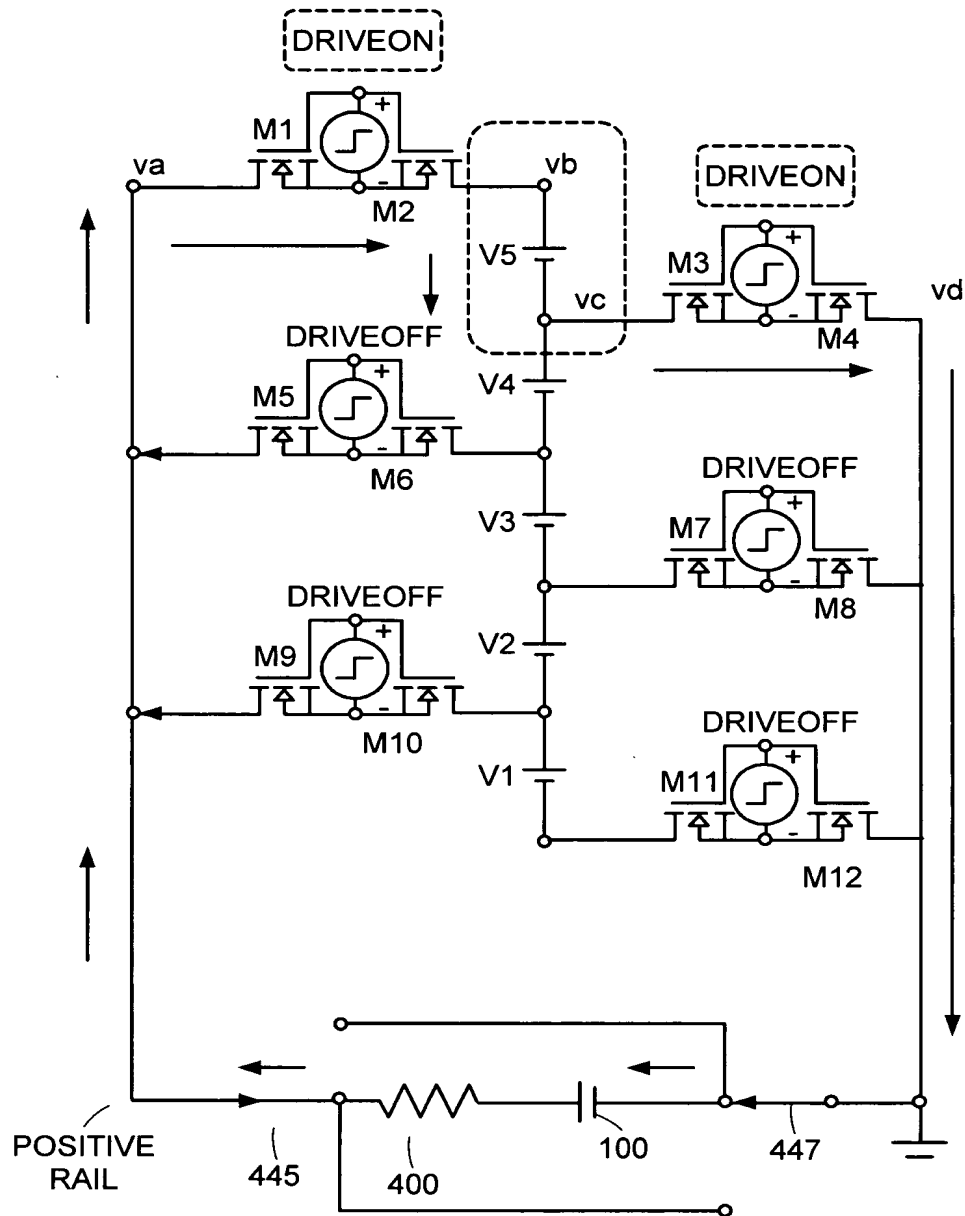 DRIVEON
M1
+
-
M2
va
vb
V5
vc
DRIVEON
M3
+
-
M4
vd
DRIVEOFF
M5
+
-
M6
V4
V3
DRIVEOFF
M7
+
-
M8
DRIVEOFF
M9
+
-
M10
V2
V1
DRIVEOFF
M11
+
-
M12
POSITIVE
RAIL
445
400
100
447